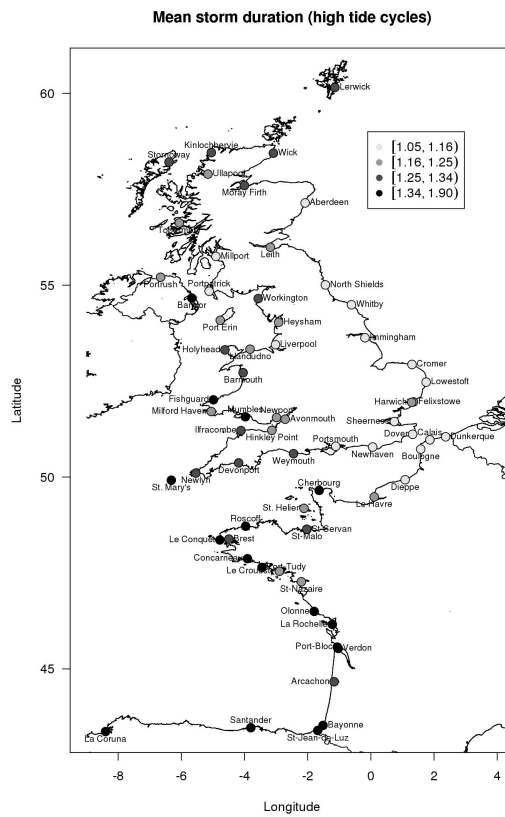 Mean storm duration (high tide cycles)
60
Lerwick
[1.05, 1.16)
[1.16, 1.25)
[1.25, 1.34)
[1.34, 1.90)
Kinlochbervie
Stornoway
Wick
Ullapool
Moray Firth
Aberdeen
Tobermory
Leith
Millport
55
Portrush
Portpatrick
North Shields
Bangor
Workington
Whitby
Port Erin
Heysham
Immingham
Liverpool
Holyhead
Llandudno
Cromer
Barmouth
Lowestoft
Fishguard
Harwich
Felixstowe
Milford Haven
Mumbles
Newport
Avonmouth
Sheerness
Ilfracombe
Hinkley Point
Dover
Calais
Dunkerque
Portsmouth
Newhaven
Boulogne
Weymouth
Devonport
50
Newlyn
St. Mary's
Cherbourg
Dieppe
Le Havre
St. Helier
Roscoff
St-Servan
St-Malo
Le Conquet
Brest
Concarneau
Port-Tudy
Le Crouesty
St-Nazaire
Olonne
La Rochelle
Port-Bloc
Verdon
45
Arcachon
Santander
Bayonne
La Coruna
St-Jean-de-Luz
-8
-6
-4
-2
0
2
4
Longitude
Latitude